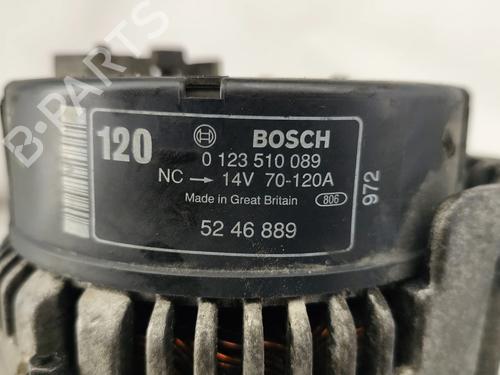 120
BOSCH
0 123 510 089
NC → 14V 70-120A
Made in Great Britain 806
52 46 889
972
B-PARTS